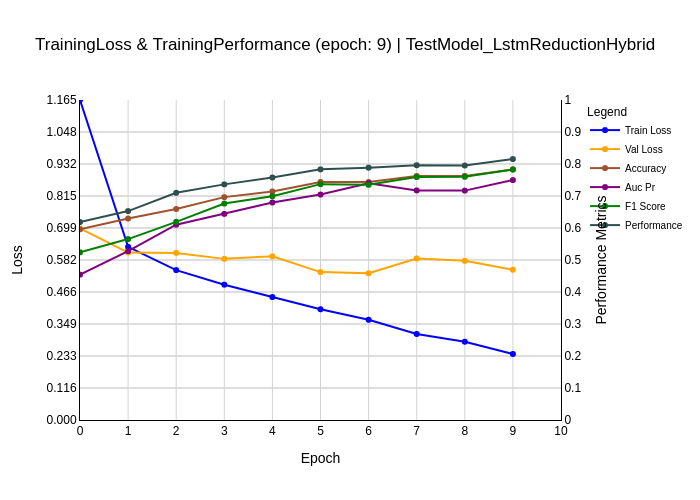 TrainingLoss & TrainingPerformance (epoch: 9) | TestModel_LstmReductionHybrid
1.165
1.048
0.932
0.815
0.699
0.582
0.466
0.349
0.233
0.116
0.000
Loss
0 1 2 3 4 5 6 7 8 9 10
Epoch
1
0.9
0.8
0.7
0.6
0.5
0.4
0.3
0.2
0.1
0
Performance Metrics
Legend
Train Loss
Val Loss
Accuracy
Auc Pr
F1 Score
Performance